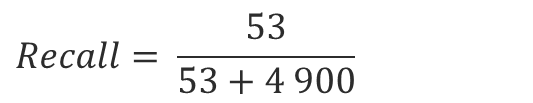 Recall = 53 / 53 + 4 900